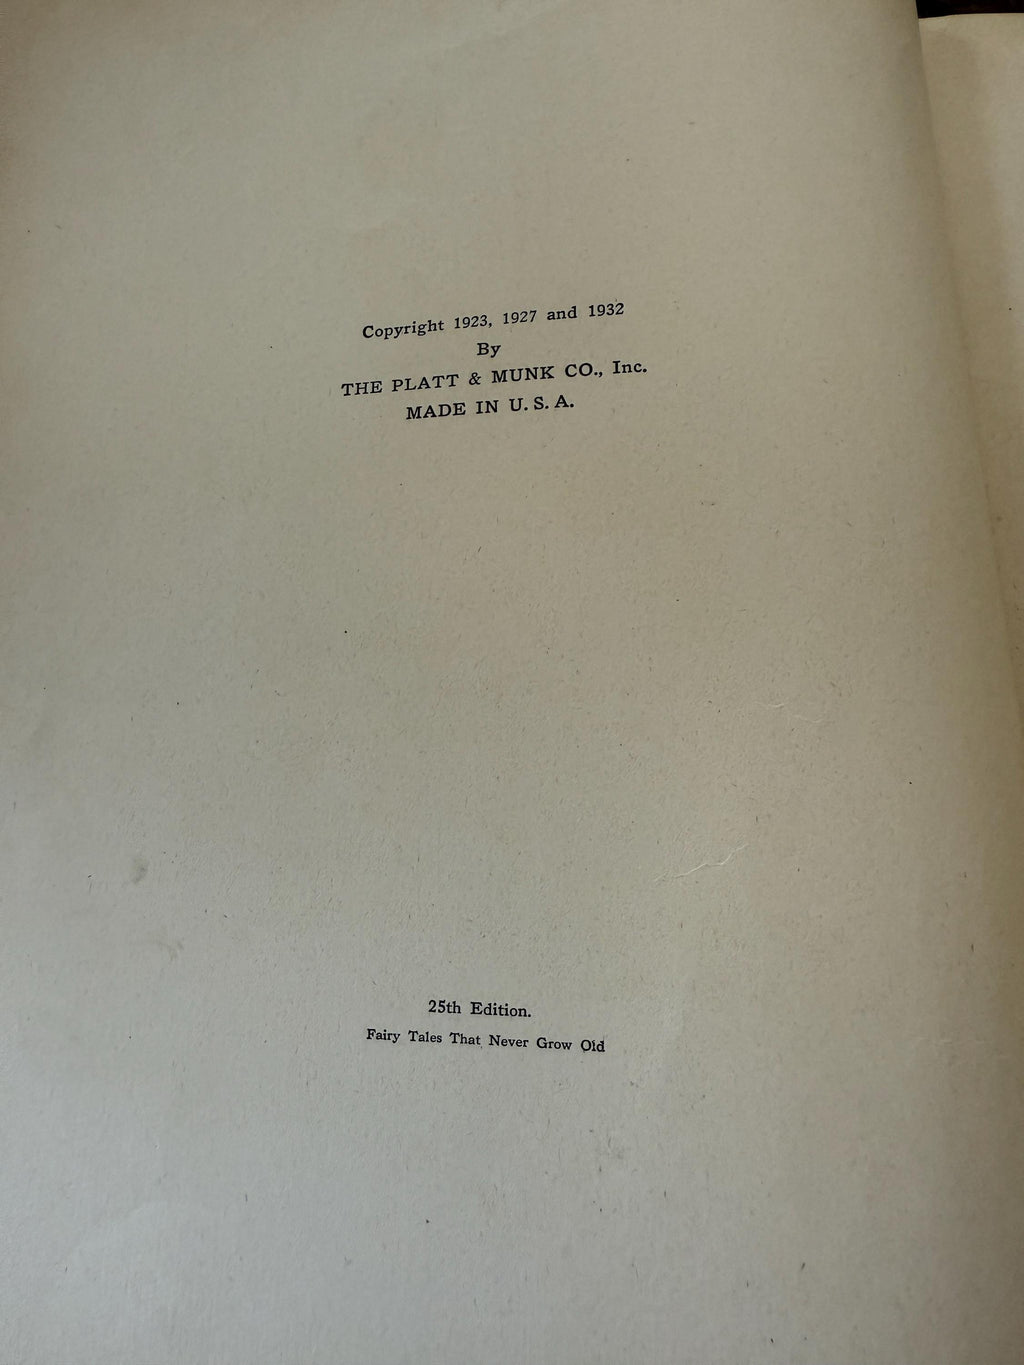 Copyright 1923, 1927 and 1932
By
THE PLATT & MUNK CO., Inc.
MADE IN U. S. A.
25th Edition.
Fairy Tales That Never Grow Old